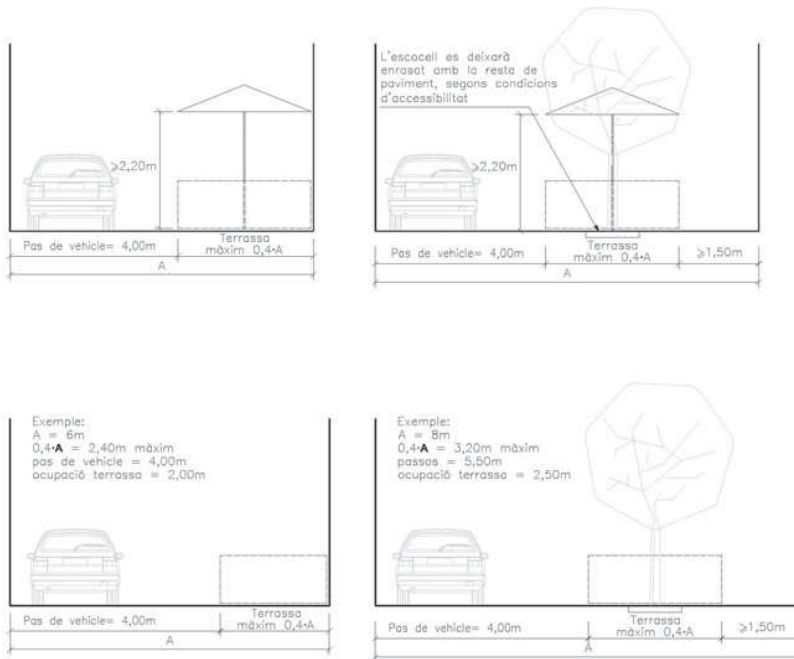 L'escocell es deixarà
enrasat amb la resta de
paviment, segons condicions
d'accessibilitat
≥2,20m
≥2,20m
Pas de vehicle= 4,00m
Terrassa
màxim 0,4·A
A
Pas de vehicle= 4,00m
Terrassa
màxim 0,4·A
≥1,50m
A
Exemple:
A = 6m
0,4·A = 2,40m màxim
pas de vehicle = 4,00m
ocupació terrassa = 2,00m
Exemple:
A = 8m
0,4·A = 3,20m màxim
passos = 5,50m
ocupació terrassa = 2,50m
Pas de vehicle= 4,00m
Terrassa
màxim 0,4·A
A
Pas de vehicle= 4,00m
Terrassa
màxim 0,4·A
≥1,50m
A